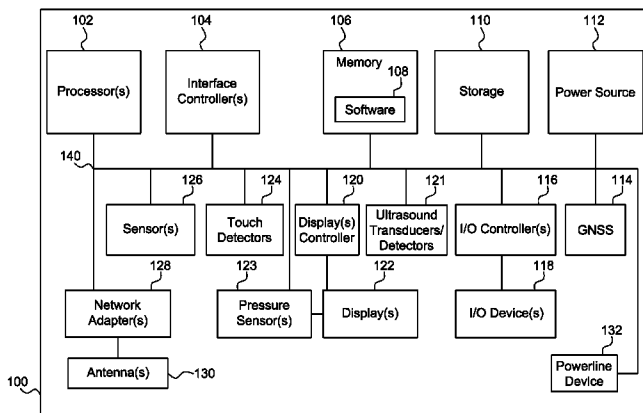 102
104
106
110
112
Processor(s)
Interface
Controller(s)
Memory
108
Software
Storage
Power Source
140
126
124
120
121
116
114
Sensor(s)
Touch
Detectors
Display(s)
Controller
Ultrasound
Transducers/
Detectors
I/O Controller(s)
GNSS
128
123
122
118
Network
Adapter(s)
Pressure
Sensor(s)
Display(s)
I/O Device(s)
132
Antenna(s)
130
Powerline
Device
100